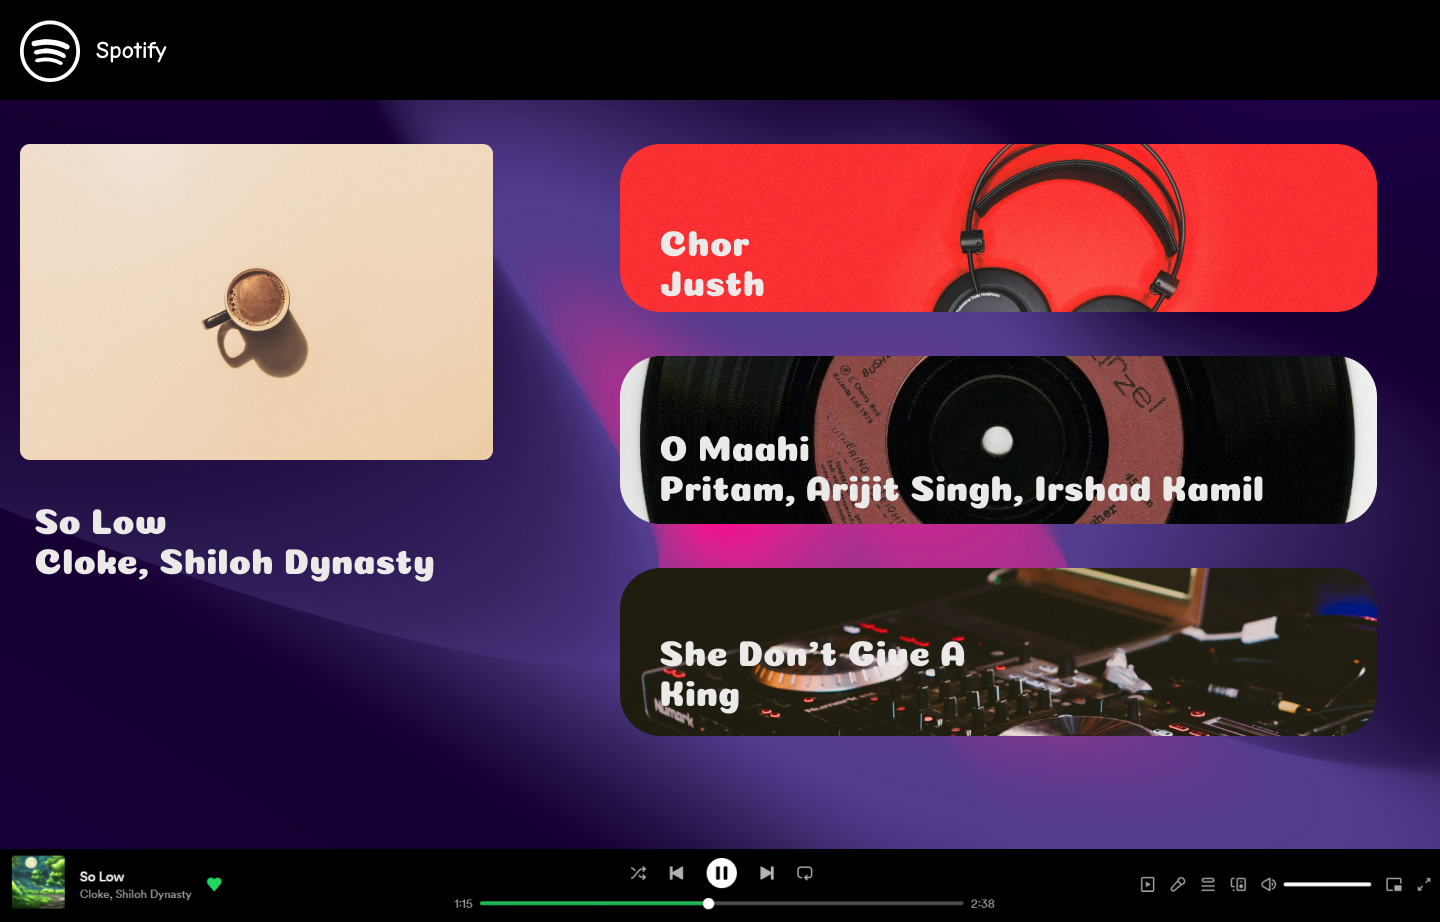 Spotify
So Low
Cloke, Shiloh Dynasty
Chor
Justh
O Maahi
Pritam, Arijit Singh, Irshad Kamil
She Don't Give A
King
Numark
So Low
Cloke, Shiloh Dynasty
1:15
2:38